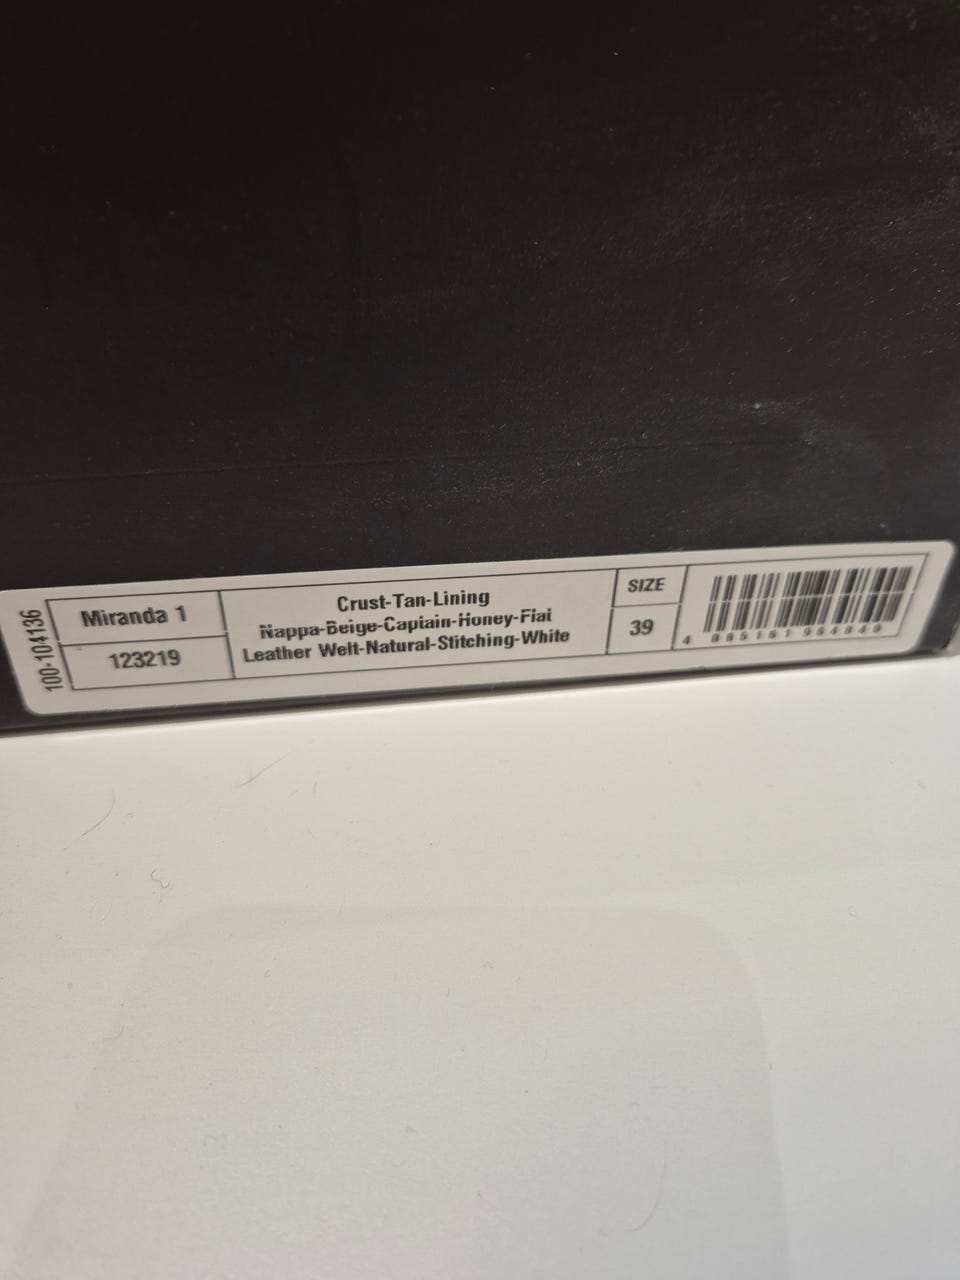 100-104136
Miranda 1
123219
Crust-Tan-Lining
Nappa-Beige-Captain-Honey-Flat
Leather Welt-Natural-Stitching-White
SIZE
39